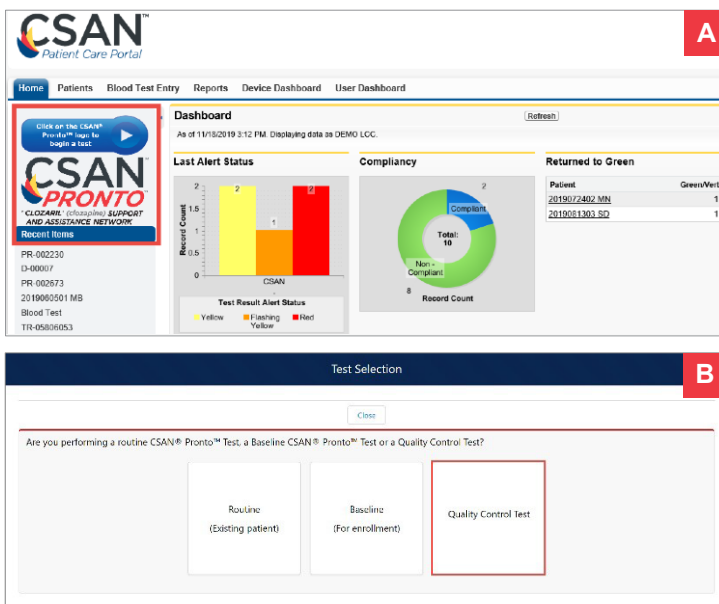 CSAN™
Patient Care Portal
A
Home Patients Blood Test Entry Reports Device Dashboard User Dashboard
Click on the CSAN®
Pronto™ logo to
begin a test
CSAN™
PRONTO
CLOZARIL® (clozapine) SUPPORT
AND ASSISTANCE NETWORK
Recent Items
PR-002230
D-00007
PR-002673
2019060501 MB
Blood Test
TR-05806053
Dashboard
Refresh
As of 11/18/2019 3:12 PM. Displaying data as DEMO LCC.
Last Alert Status
2
1.5
1
0.5
0
Record Count
2
1
2
CSAN
Test Result Alert Status
Yellow Flashing Yellow Red
Compliancy
2
Compliant
Total:
10
Non -
Compliant
8
Record Count
Returned to Green
Patient Green/Vert
2019072402 MN 1
2019081303 SD 1
Test Selection
B
Close
Are you performing a routine CSAN® Pronto™ Test, a Baseline CSAN® Pronto™ Test or a Quality Control Test?
Routine
(Existing patient)
Baseline
(For enrollment)
Quality Control Test